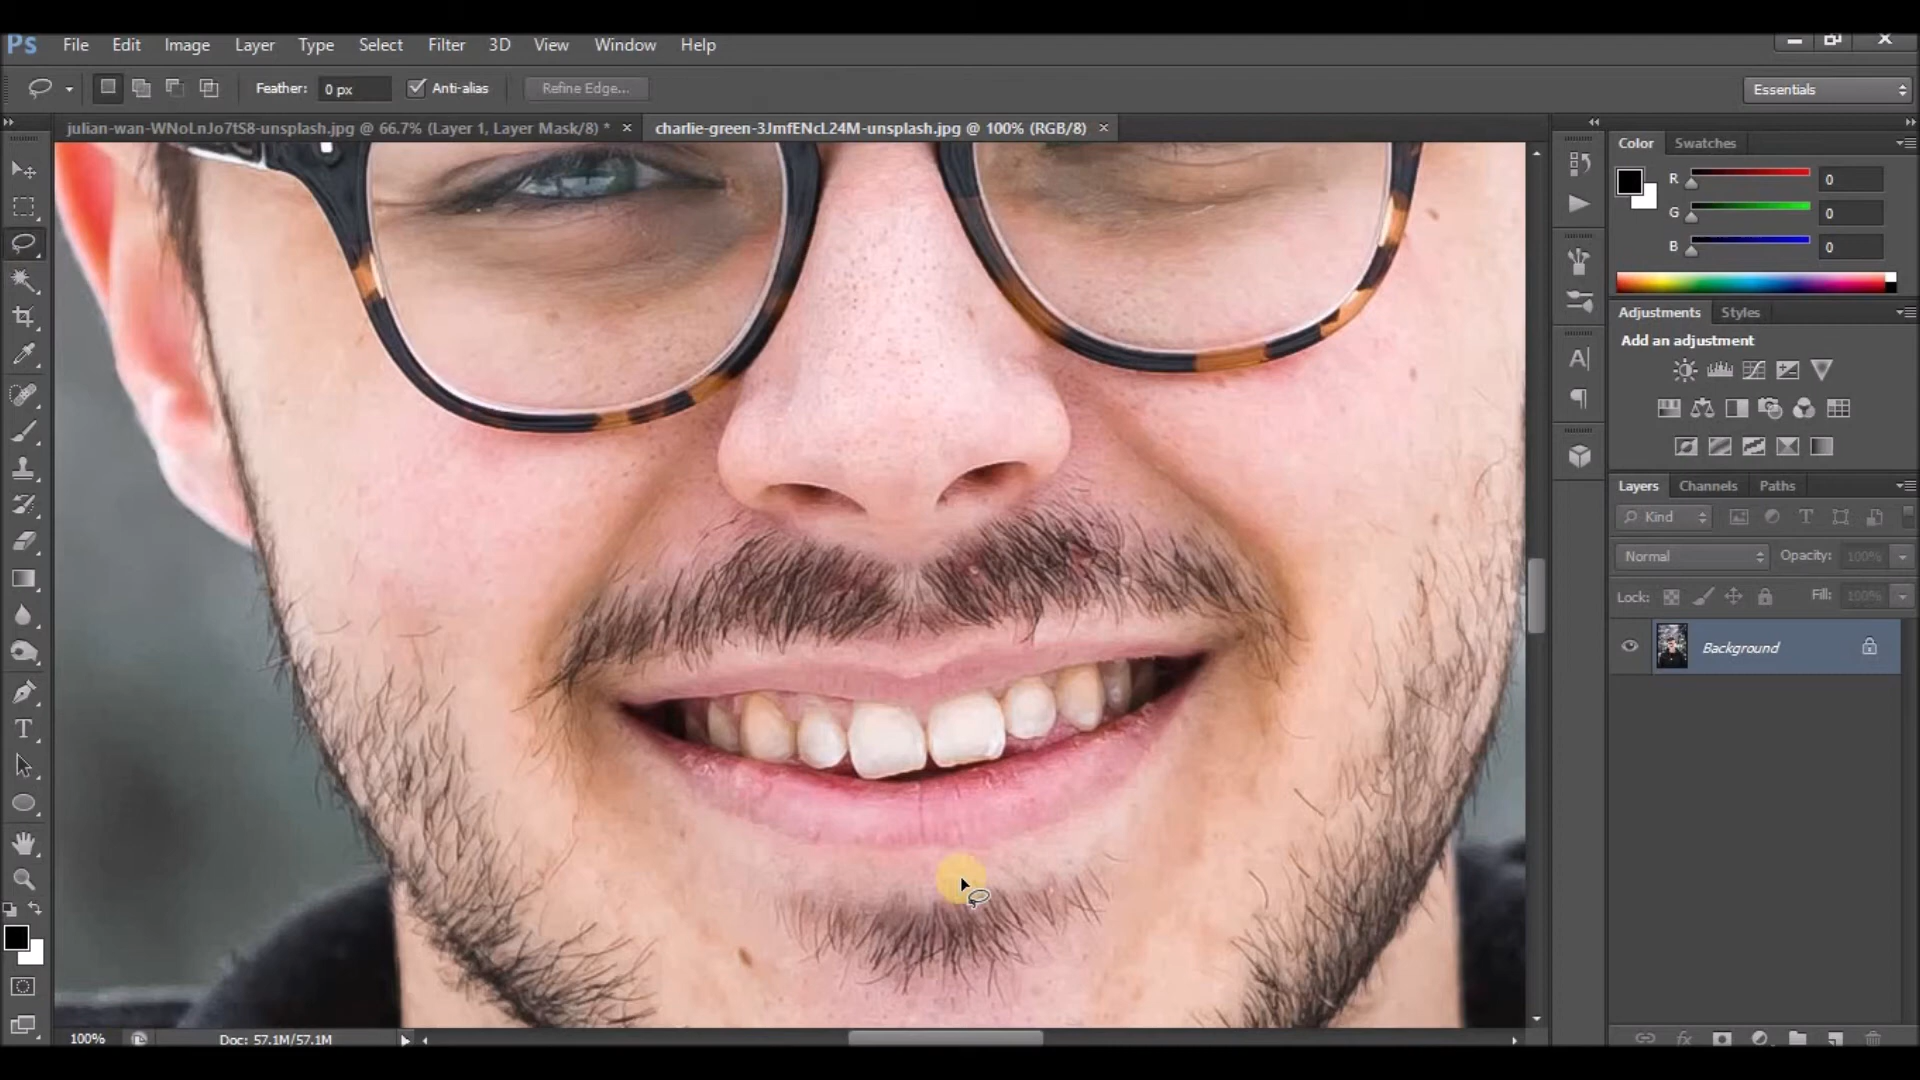 Ps File Edit Image Layer Type Select Filter 3D View Window Help
Feather: 0 px Anti-alias Refine Edge... Essentials
julian-wan-WNoLnJo7tS8-unsplash.jpg @ 66.7% (Layer 1, Layer Mask/8) * charlie-green-3JmfENcL24M-unsplash.jpg @ 100% (RGB/8)
Color Swatches
R 0
G 0
B 0
Adjustments Styles
Add an adjustment
Layers Channels Paths
Kind
Normal Opacity: 100%
Lock: Fill: 100%
Background
100% Doc: 57.1M/57.1M